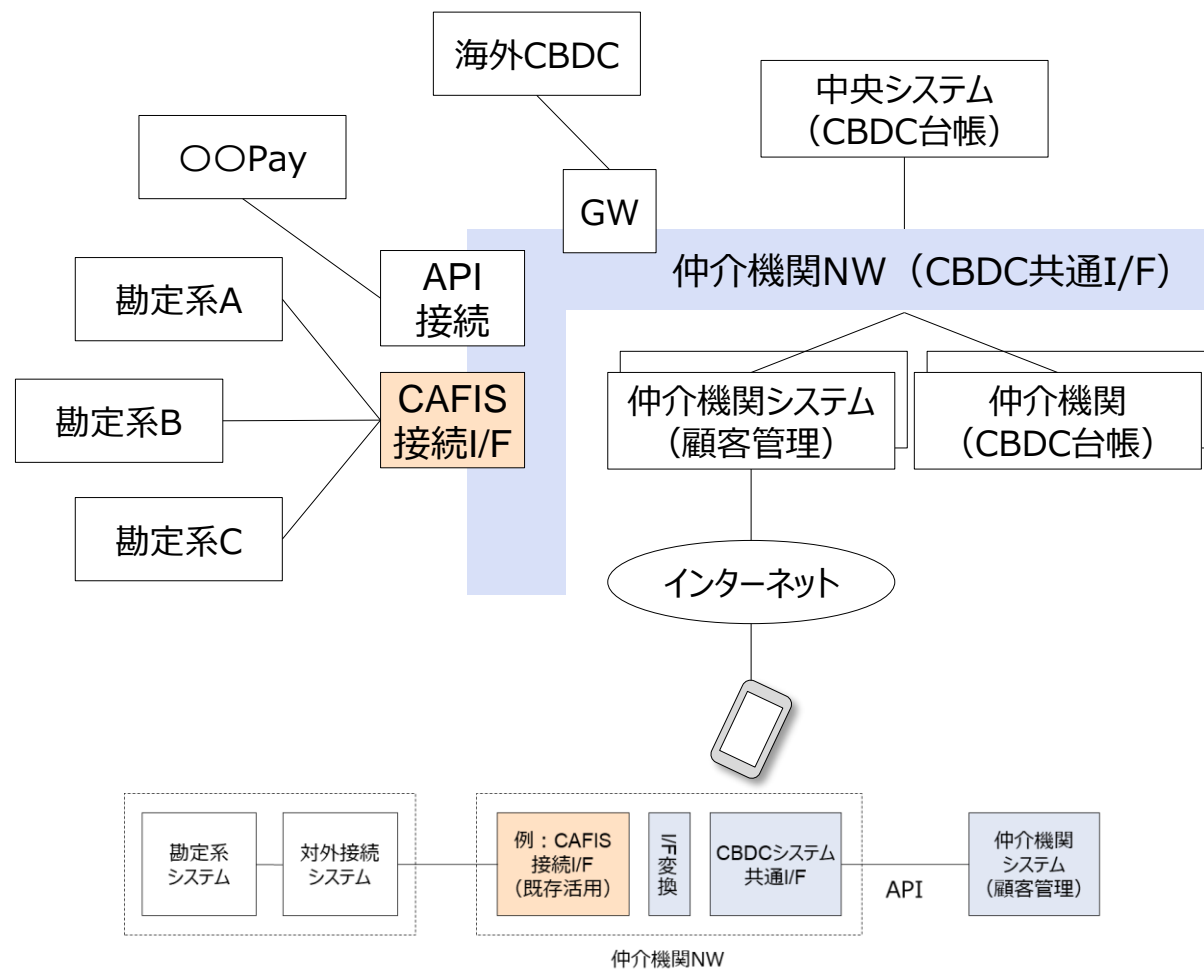 海外CBDC
中央システム
（CBDC台帳）
〇〇Pay
GW
API
接続
仲介機関NW（CBDC共通I/F）
勘定系A
勘定系B
勘定系C
CAFIS
接続I/F
仲介機関システム
（顧客管理）
仲介機関
（CBDC台帳）
インターネット
勘定系
システム
対外接続
システム
例：CAFIS
接続I/F
（既存活用）
I/F変換
CBDCシステム
共通I/F
API
仲介機関
システム
（顧客管理）
仲介機関NW